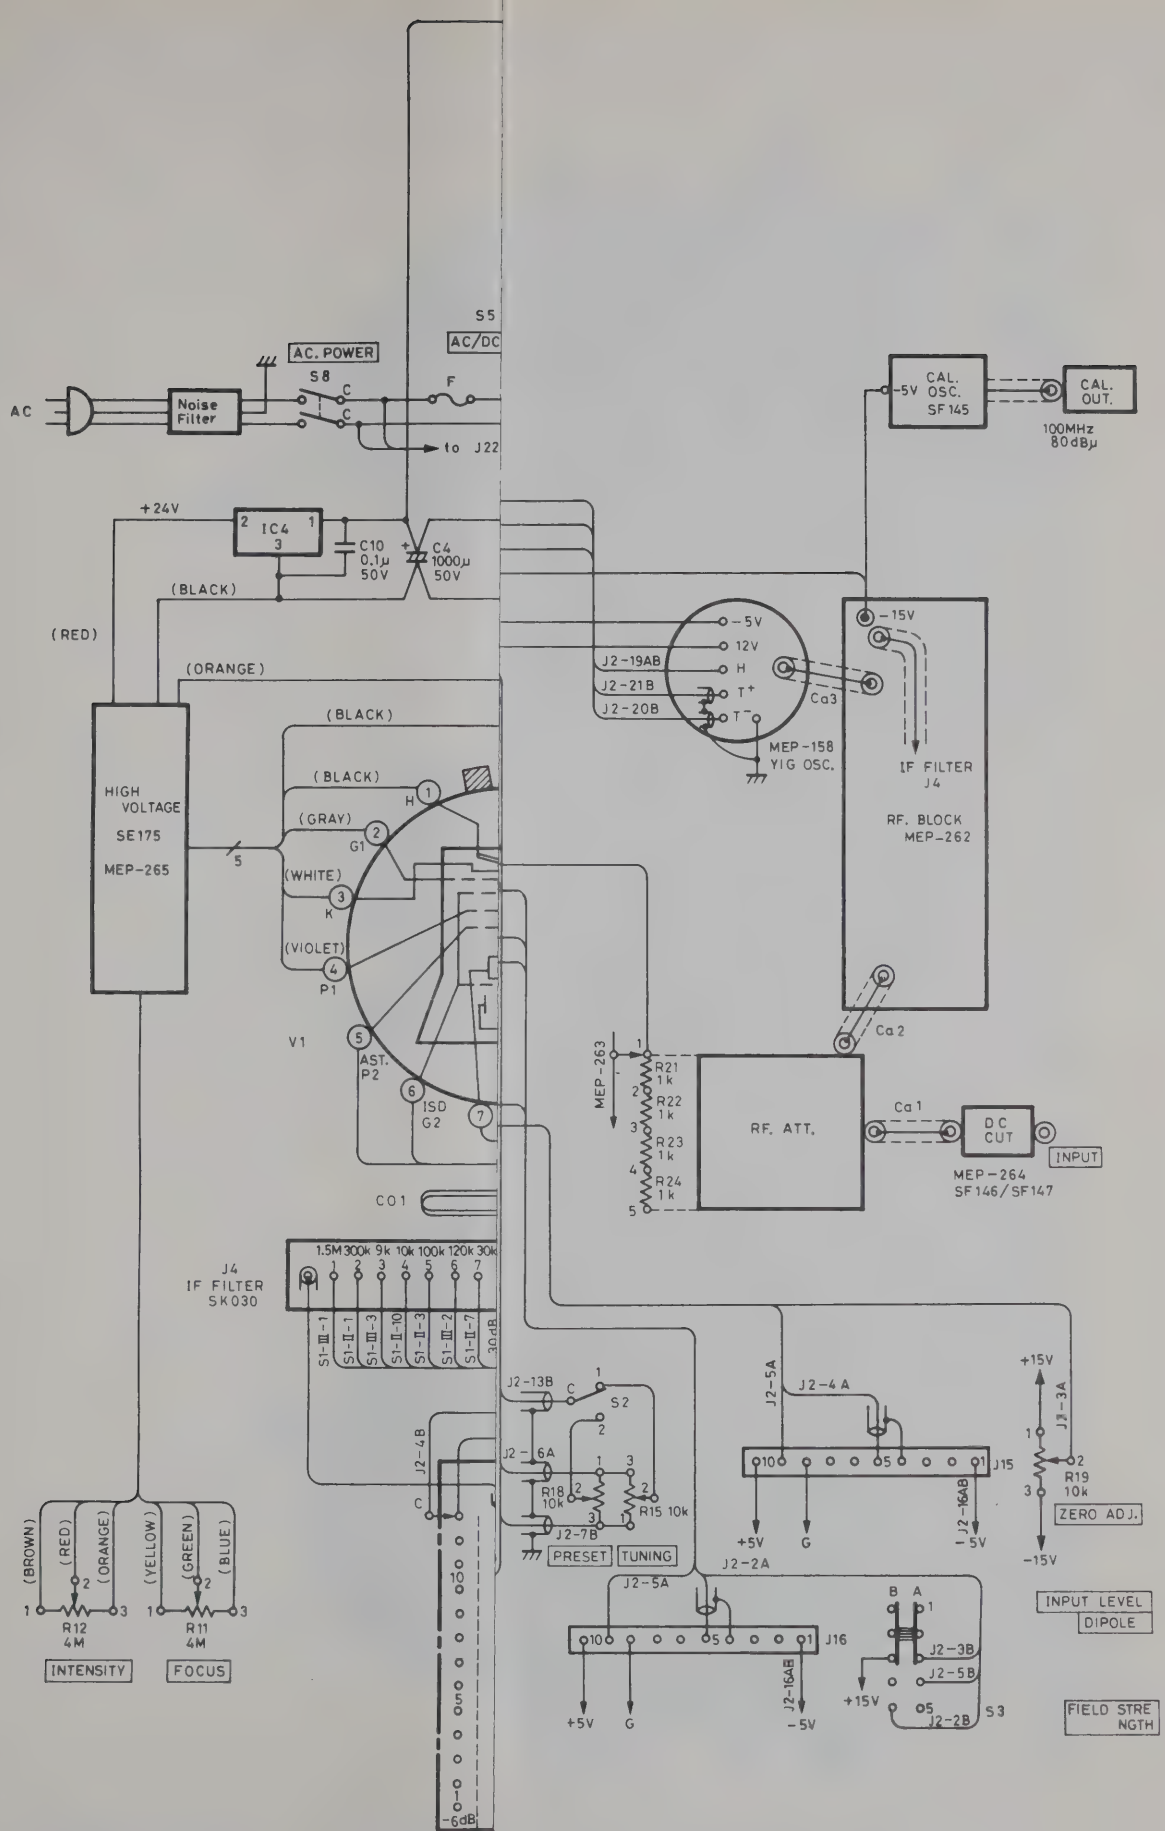 S5
AC/DC
AC. POWER
S8
C
C
F
AC
Noise
Filter
to J22
-5V
CAL.
OSC.
SF145
CAL.
OUT.
100MHz
80dBμ
+24V
2
1
IC4
3
C10
0.1μ
50V
+
C4
1000μ
50V
(BLACK)
(RED)
(ORANGE)
(BLACK)
(BLACK)
(GRAY)
(WHITE)
(VIOLET)
HIGH
VOLTAGE
SE175
MEP-265
5
1
H
2
G1
3
K
4
P1
5
AST.
P2
6
ISD
G2
7
V1
-5V
12V
H
T+
T-
J2-19AB
J2-21B
J2-20B
MEP-158
YIG OSC.
Ca3
-15V
IF FILTER
J4
RF. BLOCK
MEP-262
Ca2
MEP-263
1
R21
1k
2
R22
1k
3
R23
1k
4
R24
1k
5
RF. ATT.
Ca1
DC
CUT
INPUT
MEP-264
SF146/SF147
CO1
J4
IF FILTER
SK030
1.5M 300k 9k 10k 100k 120k 30k
1 2 3 4 5 6 7
S1-III-1
S1-II-1
S1-III-3
S1-II-10
S1-II-3
S1-III-2
S1-II-7
30dB
J2-4B
C
10
5
1
-6dB
J2-13B
C
1
S2
2
J2-16A
R18
10k
2
1
3
3
2
1
R15 10k
J2-7B
PRESET
TUNING
J2-5A
J2-4A
J2-3A
10
5
1
J15
+5V
G
J2-16AB
-5V
+15V
1
2
R19
10k
3
ZERO ADJ.
-15V
J2-2A
J2-5A
10
5
1
J16
+5V
G
J2-16AB
-5V
B A
1
J2-3B
J2-5B
+15V
5
J2-2B
S3
INPUT LEVEL
DIPOLE
FIELD STRE
NGTH
(BROWN)
(RED)
(ORANGE)
(YELLOW)
(GREEN)
(BLUE)
1
2
3
R12
4M
INTENSITY
1
2
3
R11
4M
FOCUS